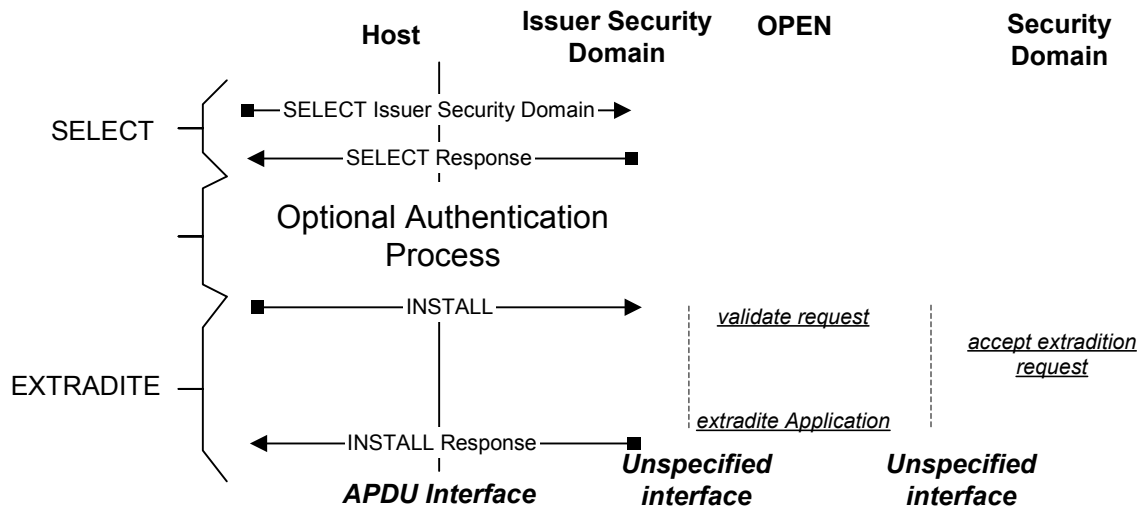 Host
Issuer Security
Domain
OPEN
Security
Domain
SELECT
SELECT Issuer Security Domain
SELECT Response
Optional Authentication
Process
EXTRADITE
INSTALL
validate request
accept extradition
request
extradite Application
INSTALL Response
APDU Interface
Unspecified
interface
Unspecified
interface